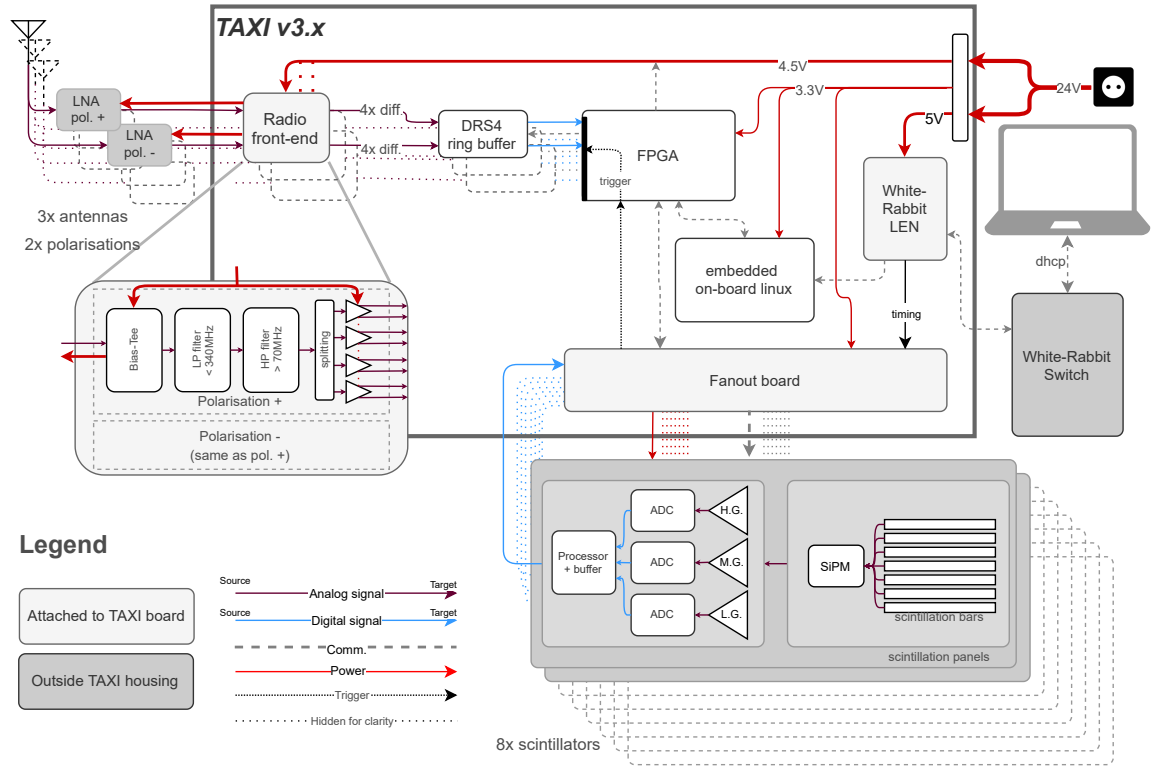 TAXI v3.x
4.5V
3.3V
24V
5V
LNA
pol. +
LNA
pol. -
Radio
front-end
4x diff.
4x diff.
DRS4
ring buffer
FPGA
trigger
White-
Rabbit
LEN
3x antennas
2x polarisations
embedded
on-board linux
dhcp
timing
White-Rabbit
Switch
Bias-Tee
LP filter
< 340MHz
HP filter
> 70MHz
splitting
Polarisation +
Polarisation -
(same as pol. +)
Fanout board
ADC
H.G.
Processor
+ buffer
ADC
M.G.
ADC
L.G.
SiPM
scintillation bars
scintillation panels
8x scintillators
Legend
Attached to TAXI board
Outside TAXI housing
Source
Target
Analog signal
Source
Target
Digital signal
Comm.
Power
Trigger
Hidden for clarity